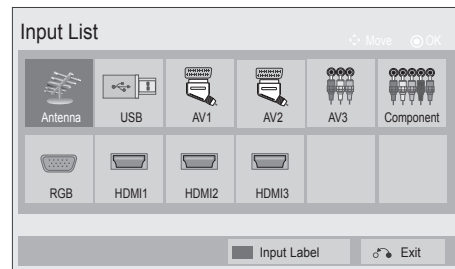 Input List
Move OK
Antenna USB AV1 AV2 AV3 Component
RGB HDMI1 HDMI2 HDMI3
Input Label Exit